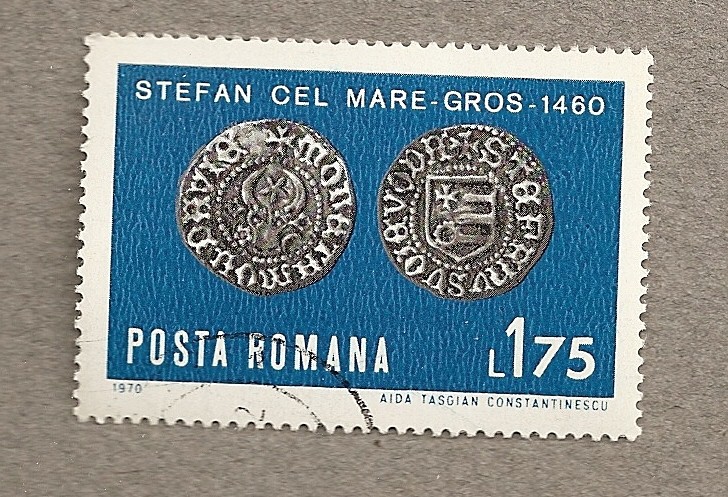 STEFAN CEL MARE-GROS-1460
POSTA ROMANA
L175
1970
AIDA TASGIAN CONSTANTINESCU